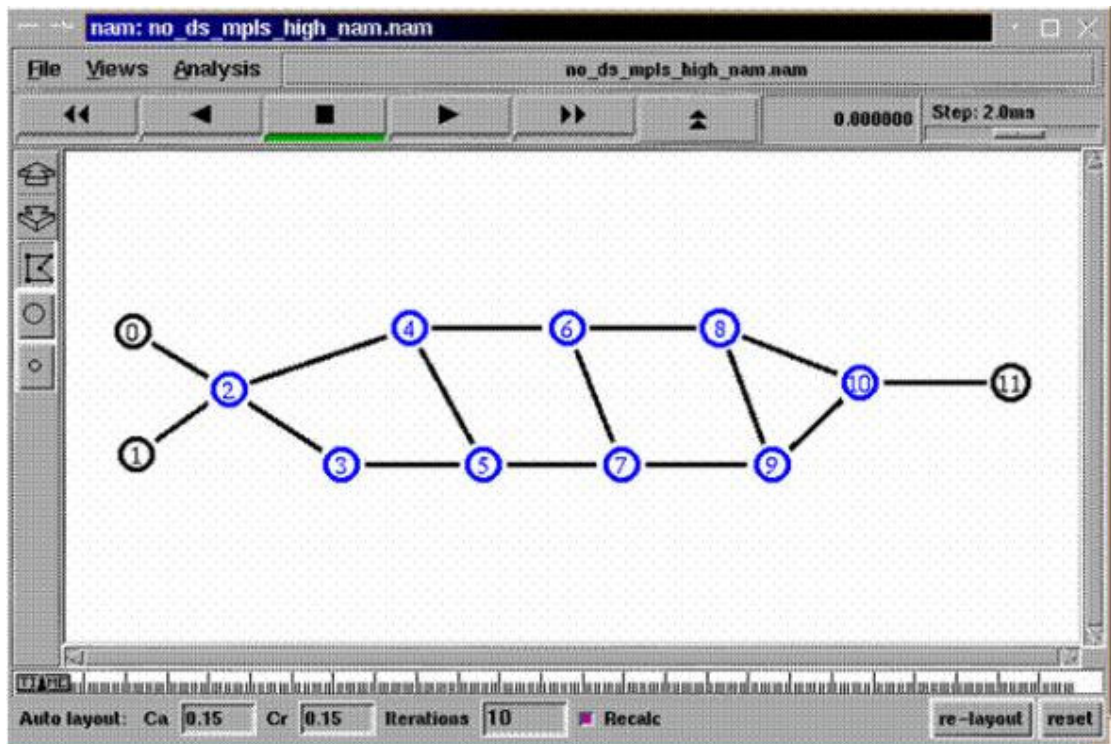 nam: no_ds_mpls_high_nam.nam
File Views Analysis no_ds_mpls_high_nam.nam
0.000000 Step: 2.0ms
0 4 6 8
2 10 11
1 3 5 7 9
TIME
Auto layout: Ca 0.15 Cr 0.15 Iterations 10 Recalc re-layout reset